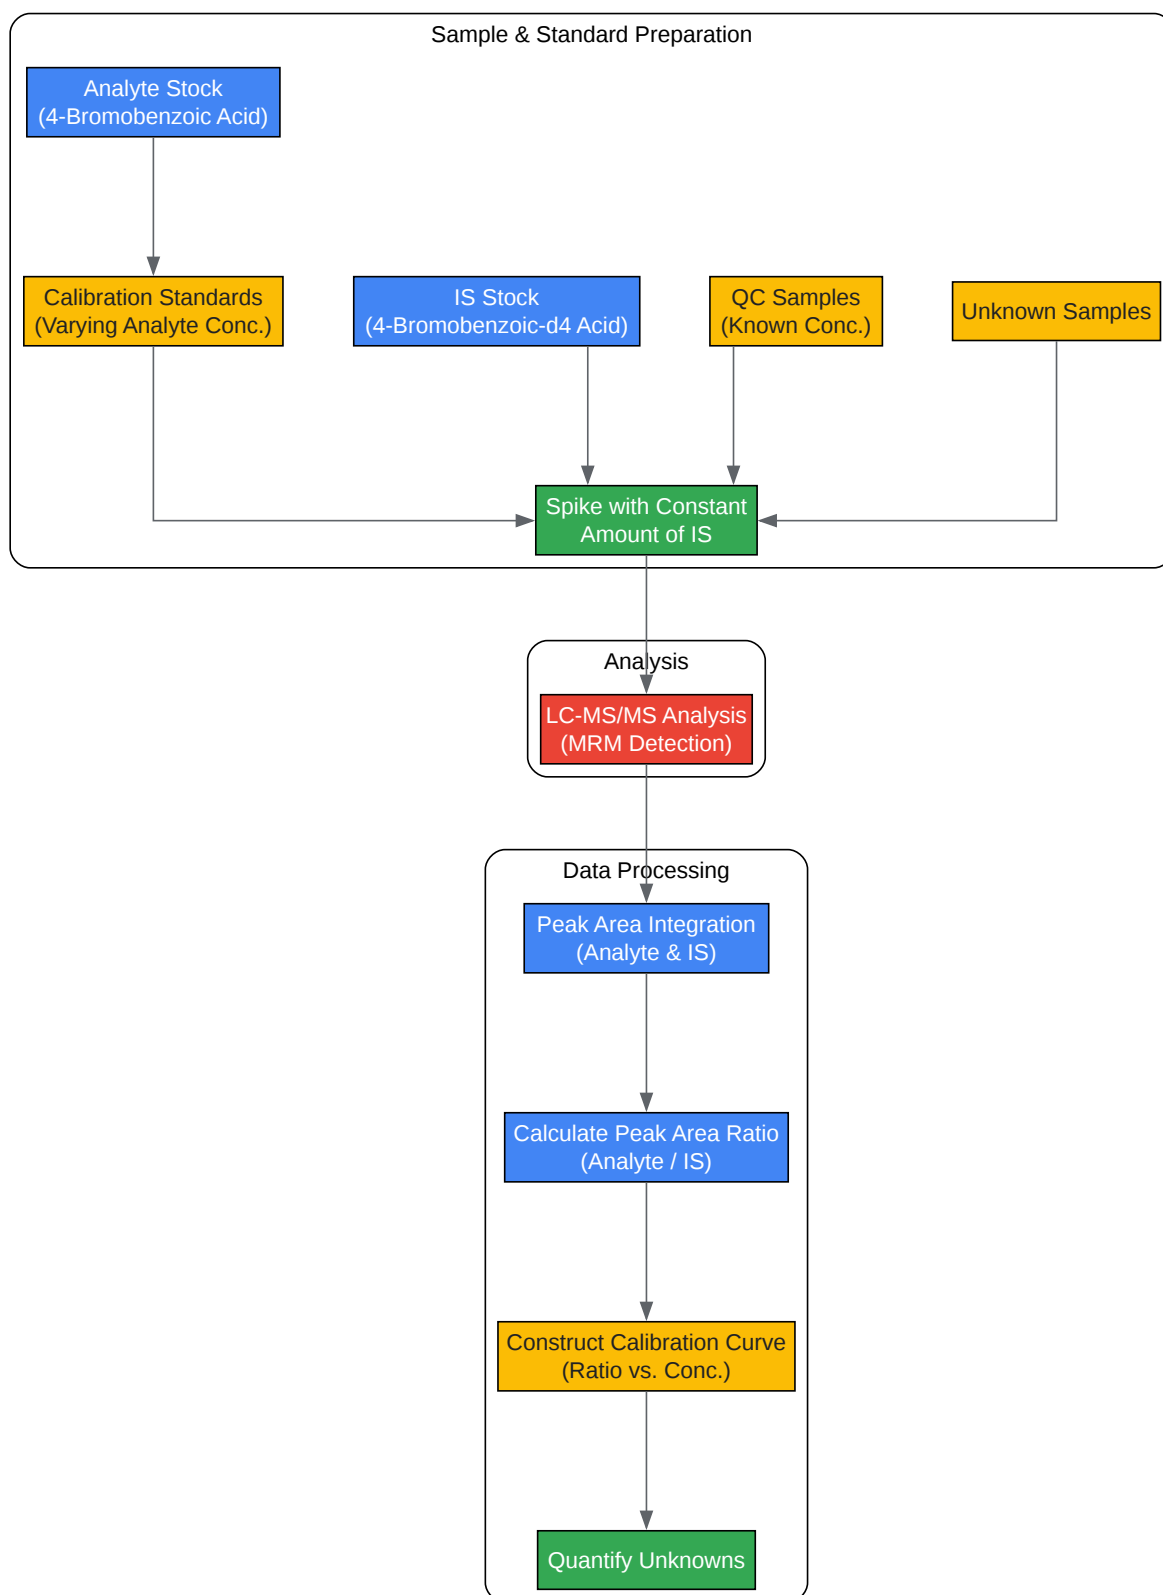 Sample & Standard Preparation
Analyte Stock
(4-Bromobenzoic Acid)
Calibration Standards
(Varying Analyte Conc.)
IS Stock
(4-Bromobenzoic-d4 Acid)
QC Samples
(Known Conc.)
Unknown Samples
Spike with Constant
Amount of IS
Analysis
LC-MS/MS Analysis
(MRM Detection)
Data Processing
Peak Area Integration
(Analyte & IS)
Calculate Peak Area Ratio
(Analyte / IS)
Construct Calibration Curve
(Ratio vs. Conc.)
Quantify Unknowns